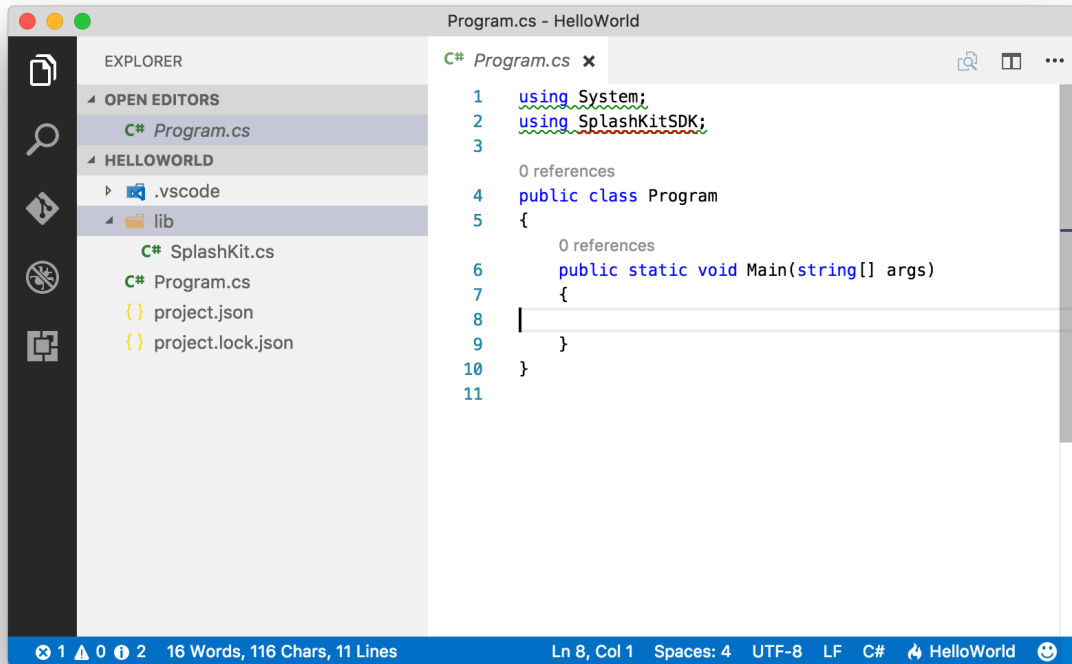 Program.cs - HelloWorld
EXPLORER
OPEN EDITORS
C# Program.cs
HELLOWORLD
.vscode
lib
C# SplashKit.cs
C# Program.cs
{ } project.json
{ } project.lock.json
C# Program.cs ×
1 using System;
2 using SplashKitSDK;
3
0 references
4 public class Program
5 {
0 references
6 public static void Main(string[] args)
7 {
8
9 }
10 }
11
1 0 2 16 Words, 116 Chars, 11 Lines Ln 8, Col 1 Spaces: 4 UTF-8 LF C# HelloWorld